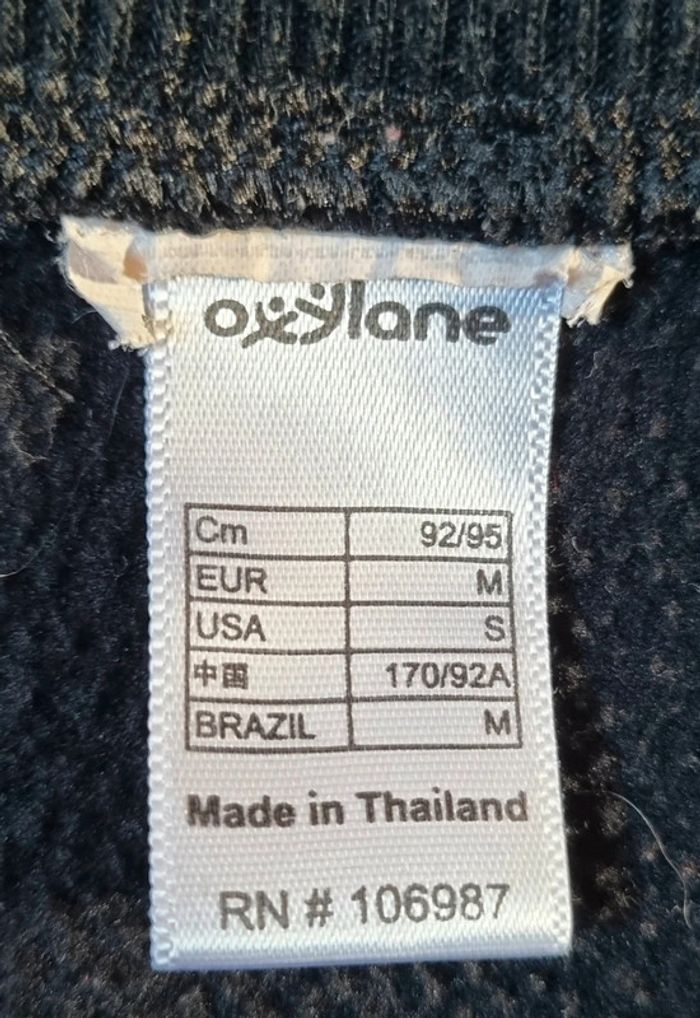 oxylane
Cm 92/95
EUR M
USA S
中国 170/92A
BRAZIL M
Made in Thailand
RN # 106987